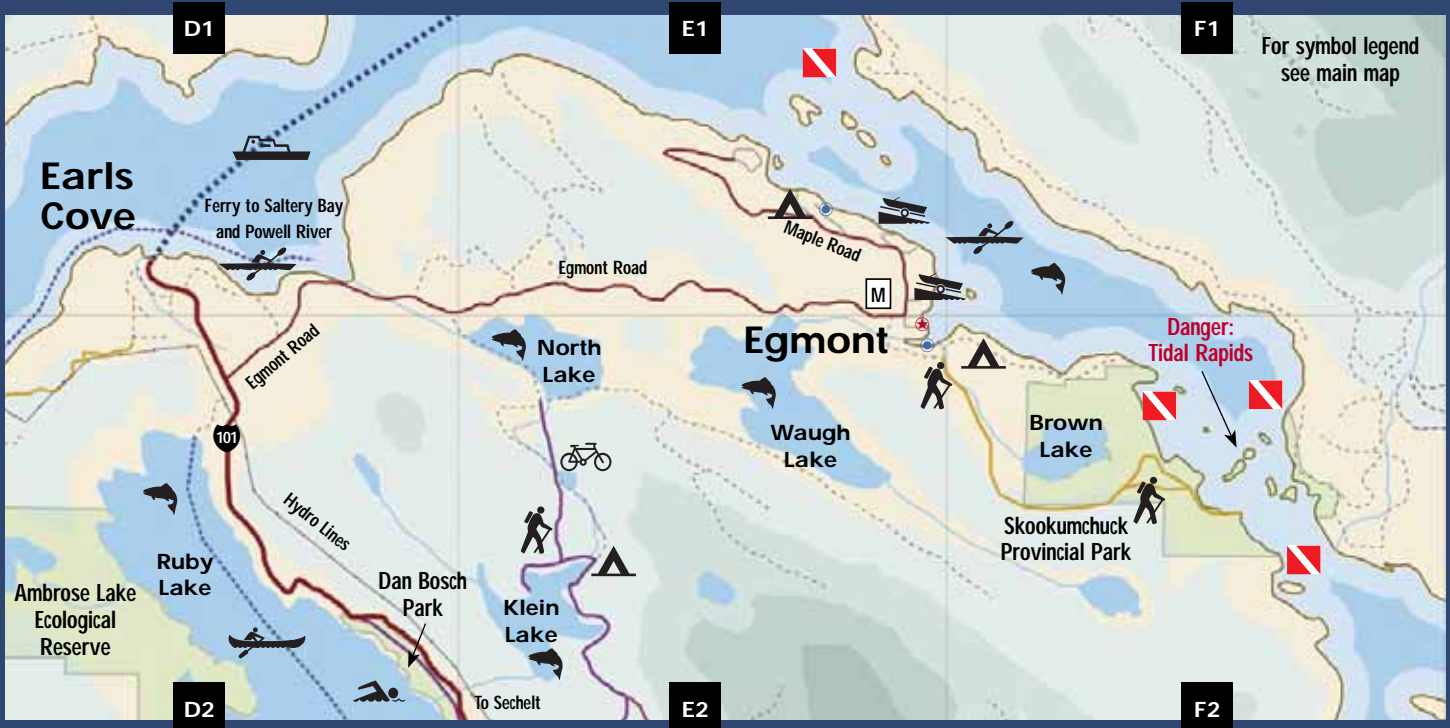 D1
E1
F1
For symbol legend
see main map
Earls
Cove
Ferry to Saltery Bay
and Powell River
Maple Road
Egmont Road
M
Egmont
Danger:
Tidal Rapids
Egmont Road
North
Lake
101
Waugh
Lake
Brown
Lake
Hydro Lines
Skookumchuck
Provincial Park
Ruby
Lake
Dan Bosch
Park
Klein
Lake
Ambrose Lake
Ecological
Reserve
To Sechelt
D2
E2
F2